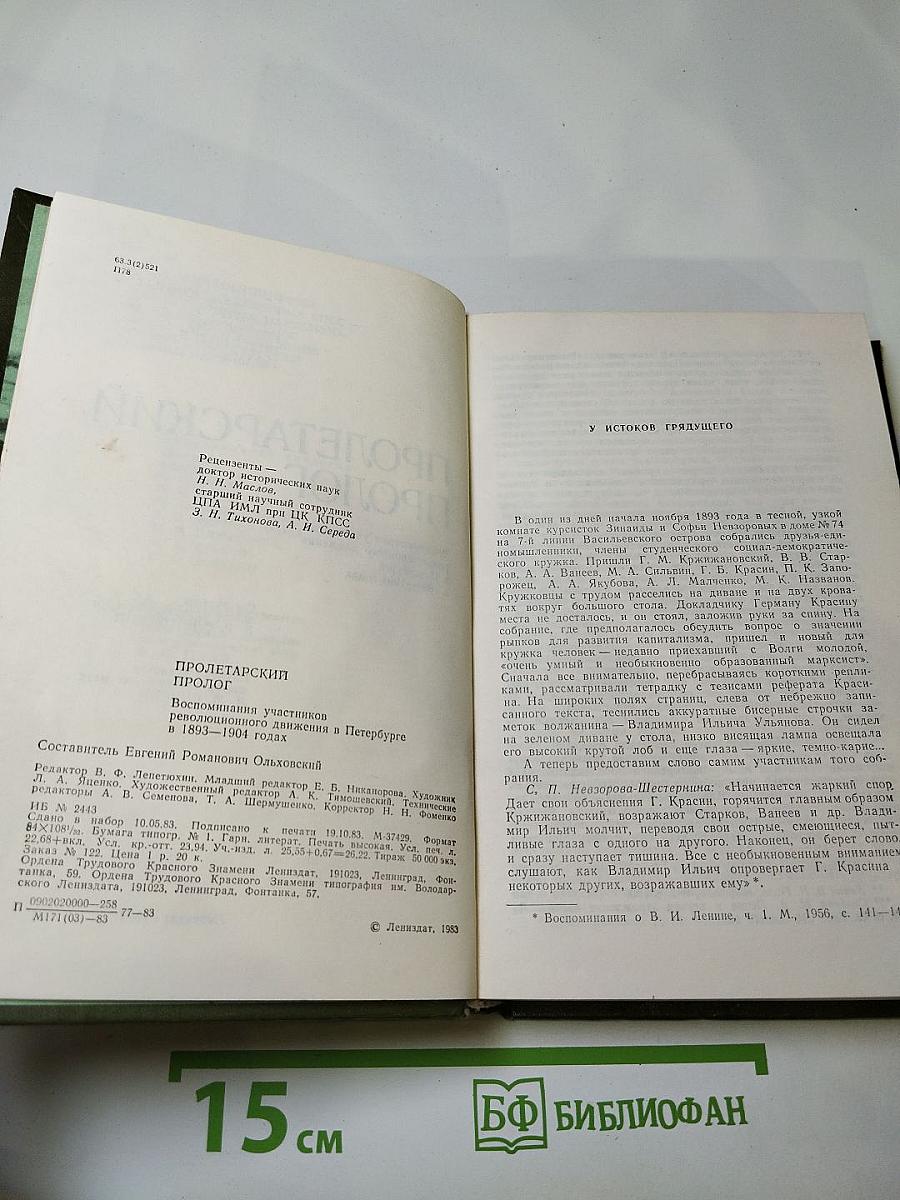 63.3(2)521
П78
ПРОЛЕТАРСКИЙ
ПРОЛОГ
Рецензенты —
доктор исторических наук
Н. Н. Маслов,
старший научный сотрудник
ЦПА ИМЛ при ЦК КПСС
З. Н. Тихонова, А. Н. Середа
ПРОЛЕТАРСКИЙ
ПРОЛОГ
Воспоминания участников
революционного движения в Петербурге
в 1893—1904 годах
Составитель Евгений Романович Ольховский
Редактор В. Ф. Лепетюхин. Младший редактор Е. Б. Никанорова. Художник
Л. А. Яценко. Художественный редактор А. К. Тимошевский. Технические
редакторы А. В. Семенова, Т. А. Шермушенко. Корректор Н. Н. Фоменко
ИБ № 2443
Сдано в набор 10.05.83. Подписано к печати 19.10.83. М-37429. Формат
84×108¹/₃₂. Бумага типогр. № 1. Гарн. литерат. Печать высокая. Усл. печ. л.
22,68+вкл. Усл. кр.-отт. 23,94. Уч.-изд. л. 25,55+0,67=26,22. Тираж 50 000 экз.
Заказ № 122. Цена 1 р. 20 к.
Ордена Трудового Красного Знамени Лениздат, 191023, Ленинград, Фон-
танка, 59. Ордена Трудового Красного Знамени типография им. Володар-
ского Лениздата, 191023, Ленинград, Фонтанка, 57.
П 0902020000—258
М171(03)—83 77—83
© Лениздат, 1983
У ИСТОКОВ ГРЯДУЩЕГО
В один из дней начала ноября 1893 года в тесной, узкой
комнате курсисток Зинаиды и Софьи Невзоровых в доме № 74
на 7-й линии Васильевского острова собрались друзья-еди-
номышленники, члены студенческого социал-демократиче-
ского кружка. Пришли Г. М. Кржижановский, В. В. Стар-
ков, А. А. Ванеев, М. А. Сильвин, Г. Б. Красин, П. К. Запо-
рожец, А. А. Якубова, А. Л. Малченко, М. К. Названов.
Кружковцы с трудом расселись на диване и на двух крова-
тях вокруг большого стола. Докладчику Герману Красину
места не досталось, и он стоял, заложив руки за спину. На
собрание, где предполагалось обсудить вопрос о значении
рынков для развития капитализма, пришел и новый для
кружка человек — недавно приехавший с Волги молодой,
«очень умный и необыкновенно образованный марксист».
Сначала все внимательно, перебрасываясь короткими репли-
ками, рассматривали тетрадку с тезисами реферата Краси-
на. На широких полях страниц, слева от небрежно запи-
санного текста, теснились аккуратные бисерные строчки за-
меток волжанина — Владимира Ильича Ульянова. Он сидел
на зеленом диване у стола, низко висящая лампа освещала
его высокий крутой лоб и еще глаза — яркие, темно-карие...
А теперь предоставим слово самим участникам того соб-
рания.
С. П. Невзорова-Шестернина: «Начинается жаркий спор.
Дает свои объяснения Г. Красин, горячится главным образом
Кржижановский, возражают Старков, Ванеев и др. Влади-
мир Ильич молчит, переводя свои острые, смеющиеся, пыт-
ливые глаза с одного на другого. Наконец, он берет слово,
и сразу наступает тишина. Все с необыкновенным вниманием
слушают, как Владимир Ильич опровергает Г. Красина
некоторых других, возражавших ему»*.
* Воспоминания о В. И. Ленине, ч. 1. М., 1956, с. 141—14
15 см
БФ БИБЛИОФАН